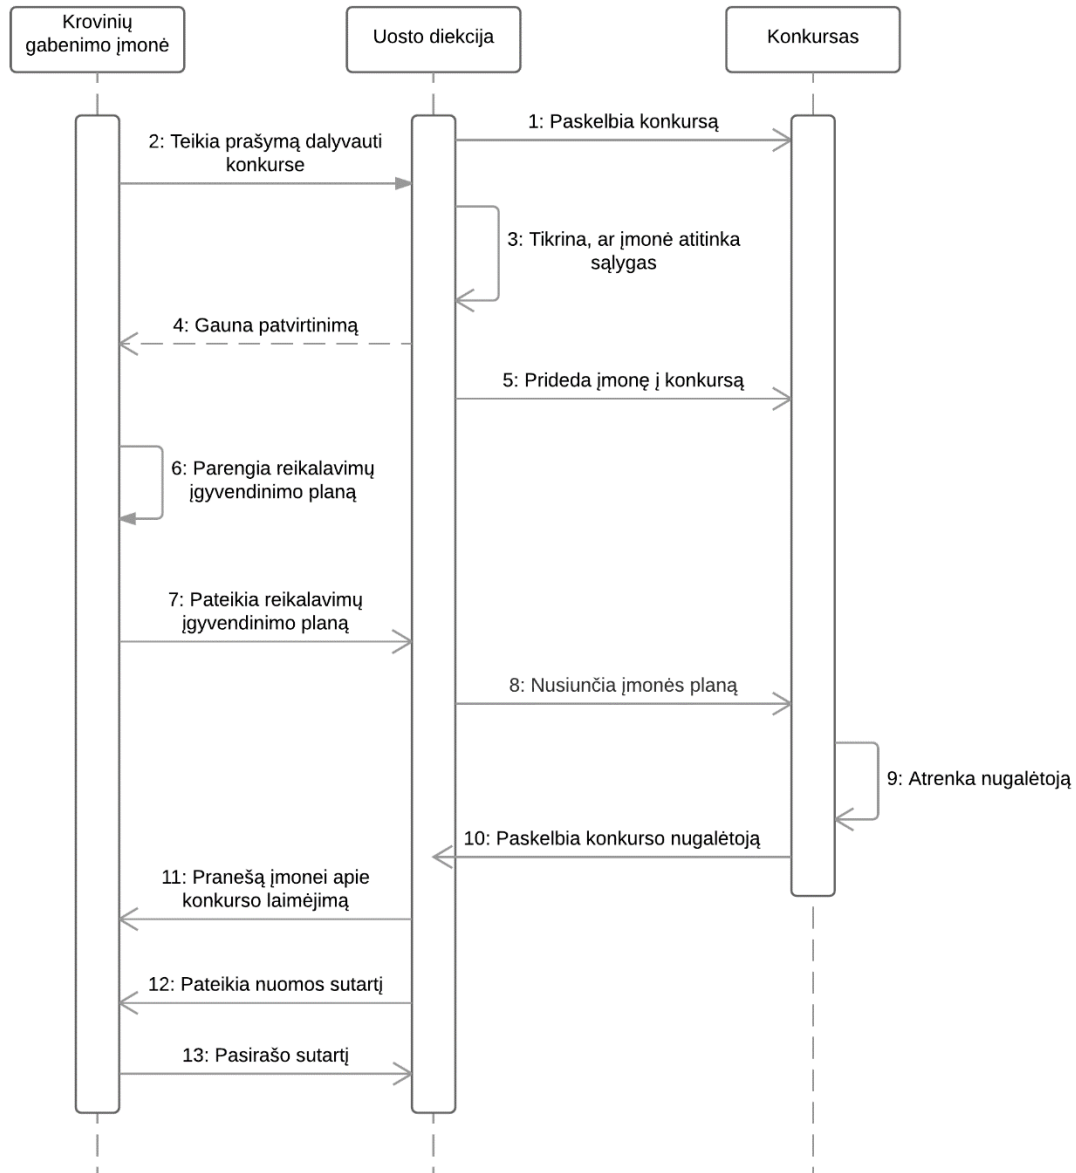 Krovinių
gabenimo įmonė
Uosto diekcija
Konkursas
1: Paskelbia konkursą
2: Teikia prašymą dalyvauti
konkurse
3: Tikrina, ar įmonė atitinka
sąlygas
4: Gauna patvirtinimą
5: Prideda įmonę į konkursą
6: Parengia reikalavimų
įgyvendinimo planą
7: Pateikia reikalavimų
įgyvendinimo planą
8: Nusiunčia įmonės planą
9: Atrenka nugalėtoją
10: Paskelbia konkurso nugalėtoją
11: Pranešą įmonei apie
konkurso laimėjimą
12: Pateikia nuomos sutartį
13: Pasirašo sutartį